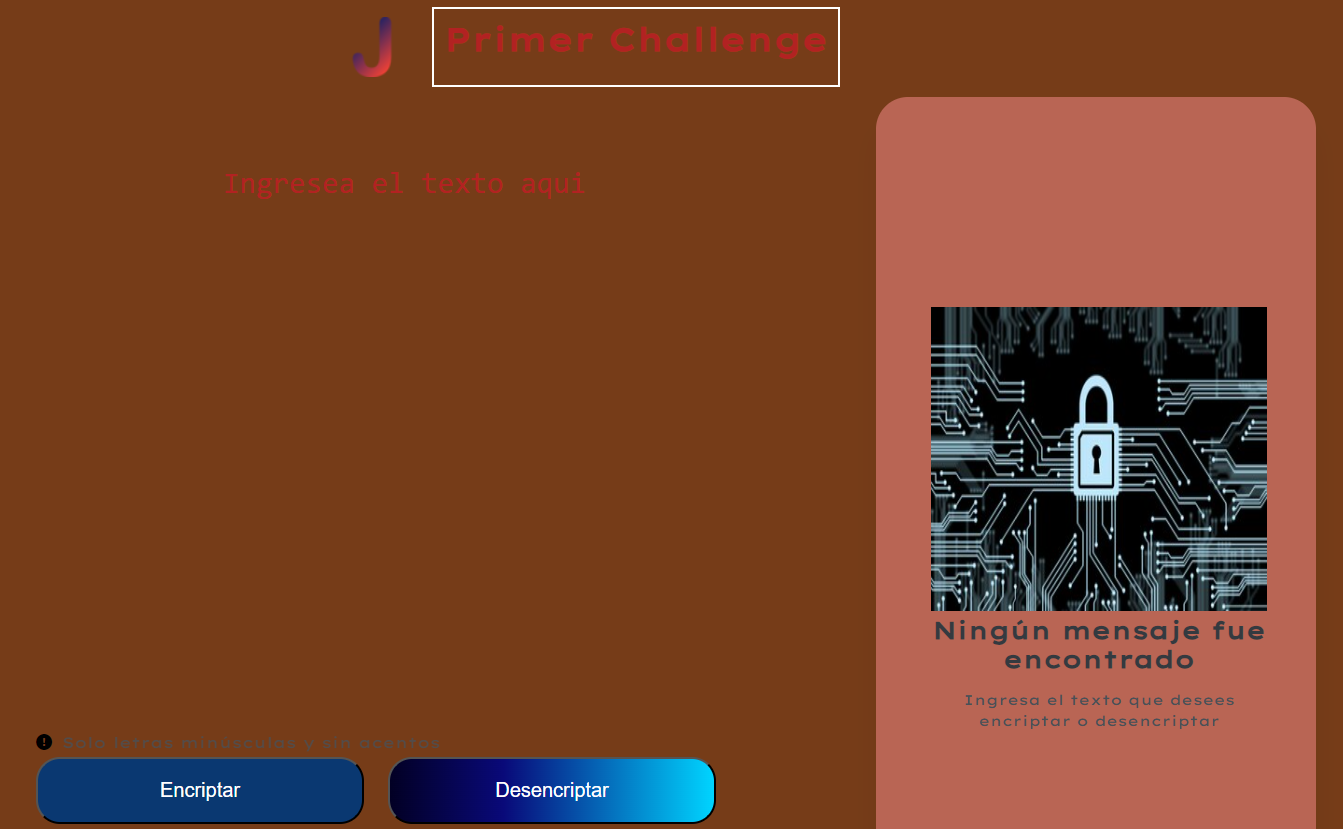 J
Primer Challenge
Ingresea el texto aqui
Solo letras minúsculas y sin acentos
Encriptar
Desencriptar
Ningún mensaje fue
encontrado
Ingresa el texto que desees
encriptar o desencriptar